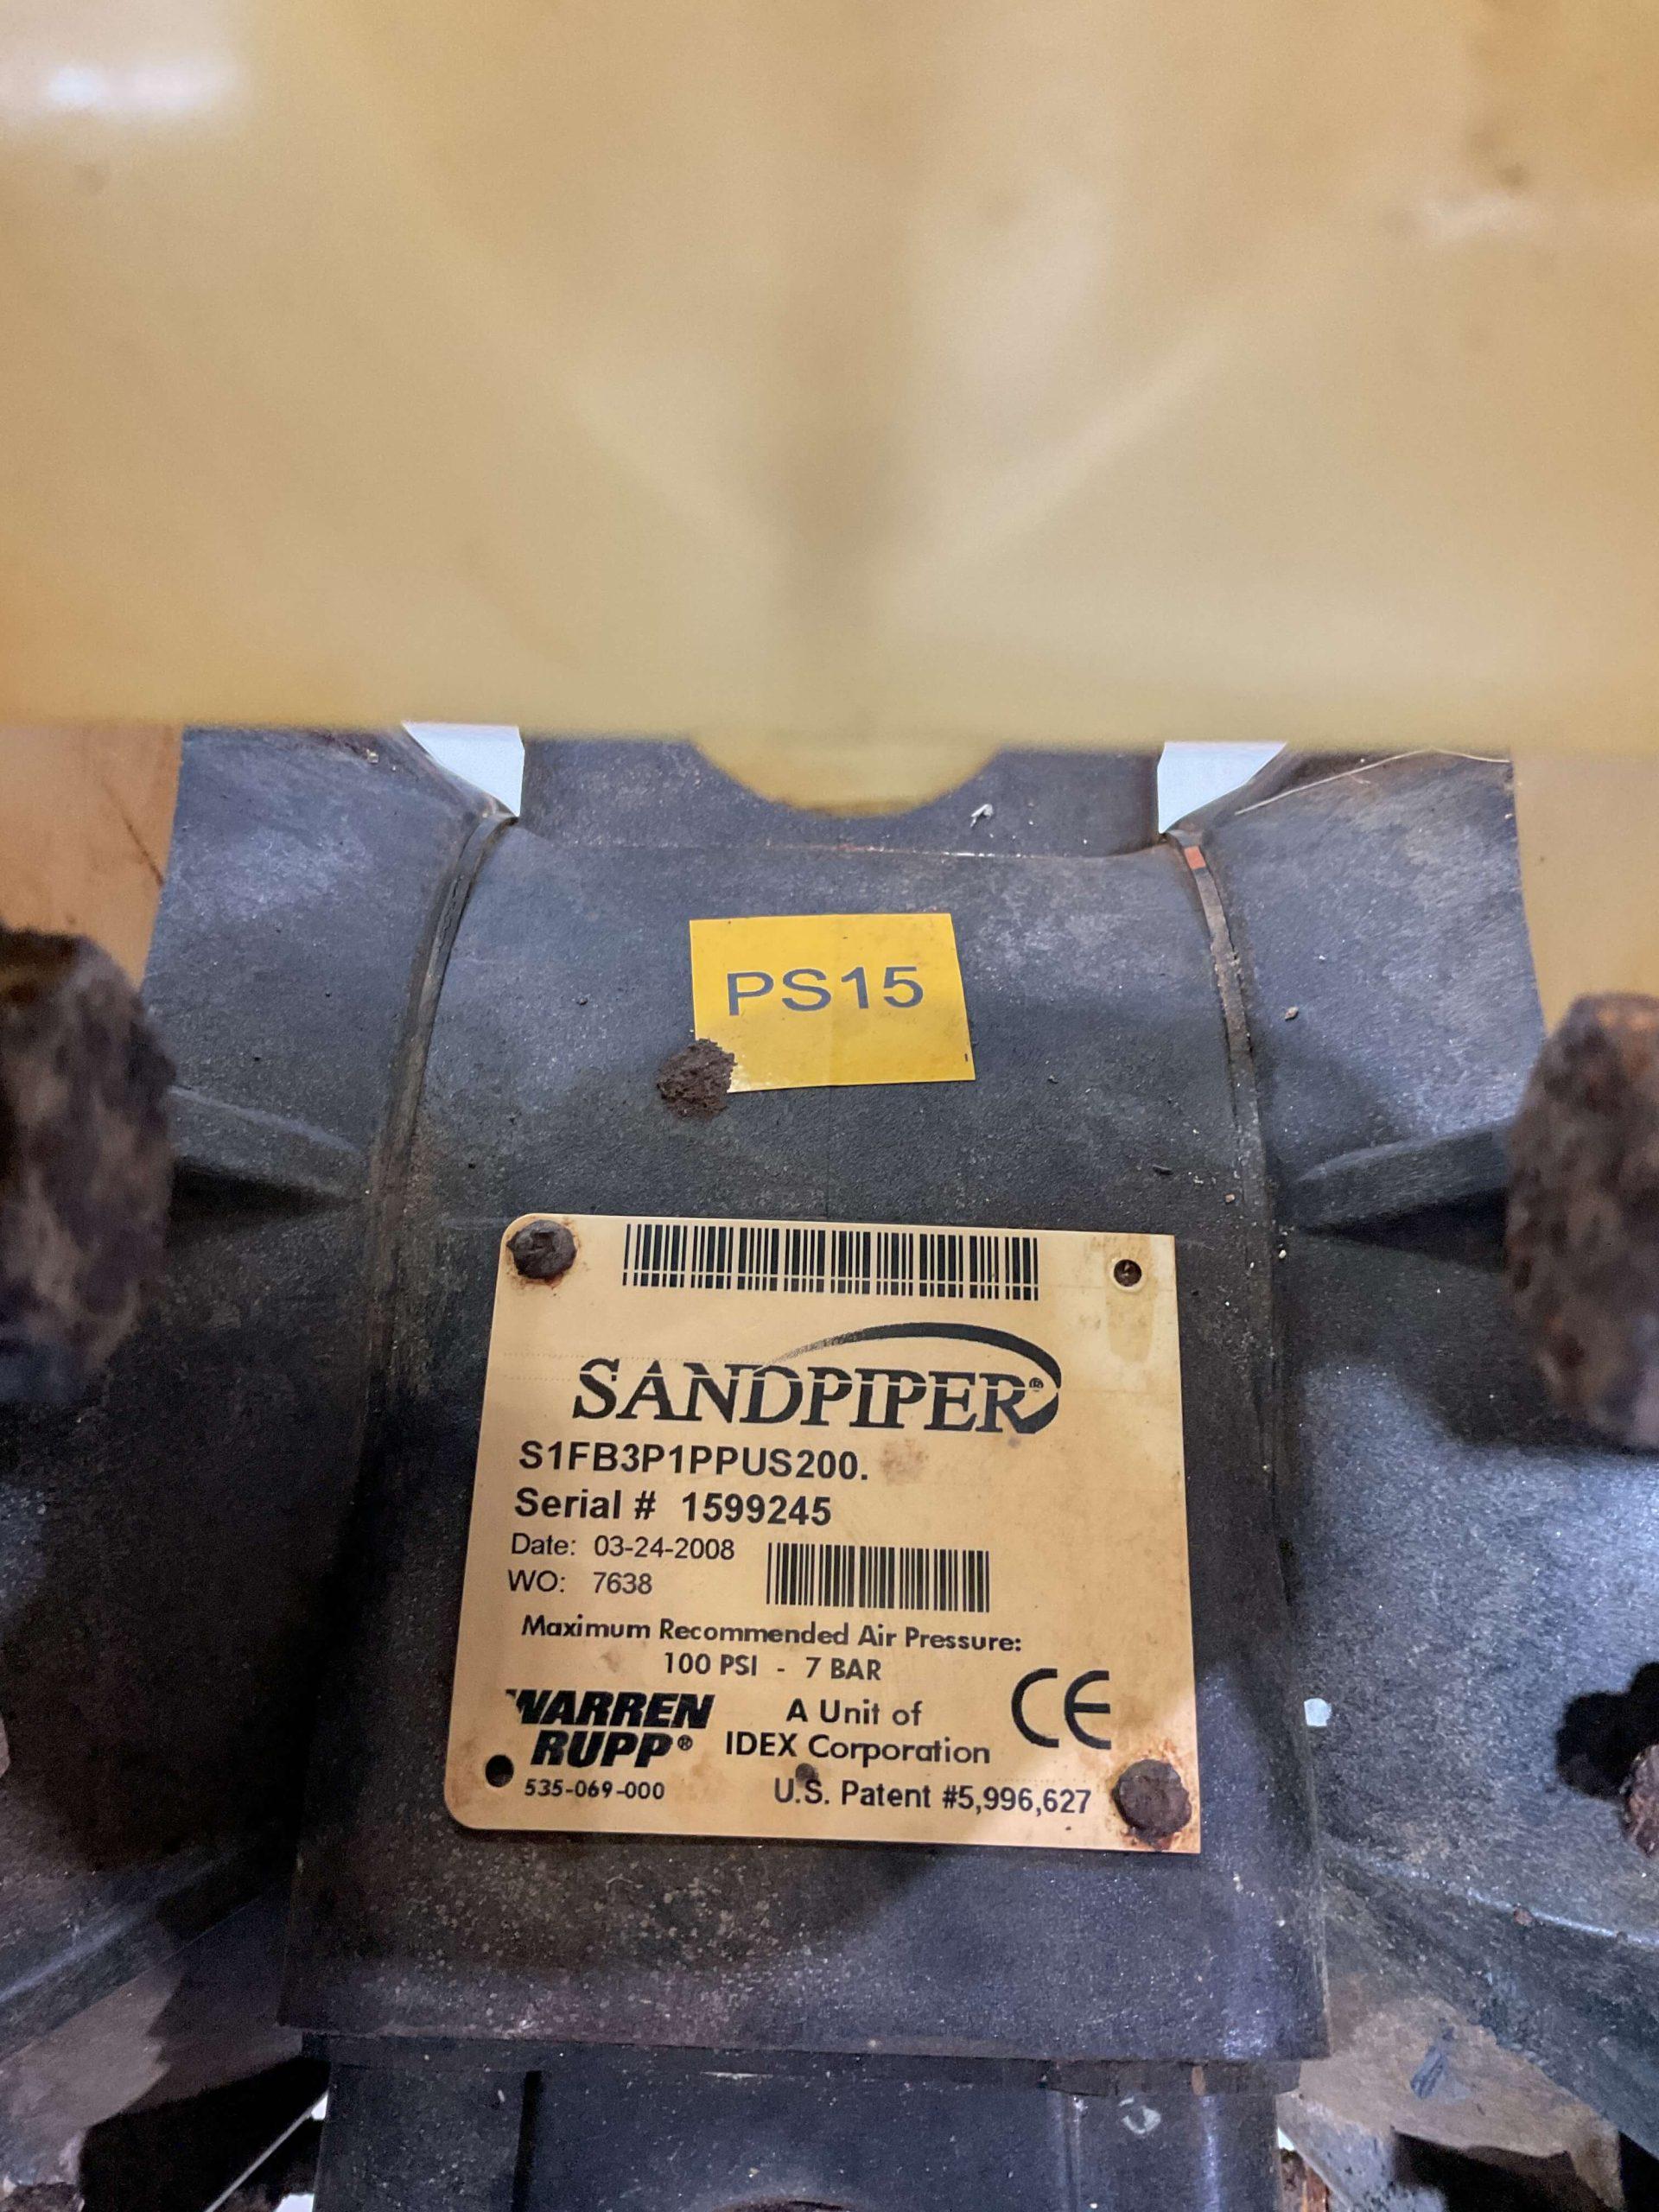 PS15
SANDPIPER®
S1FB3P1PPUS200.
Serial # 1599245
Date: 03-24-2008
WO: 7638
Maximum Recommended Air Pressure:
100 PSI - 7 BAR
WARREN RUPP®
A Unit of
IDEX Corporation
CE
535-069-000
U.S. Patent #5,996,627